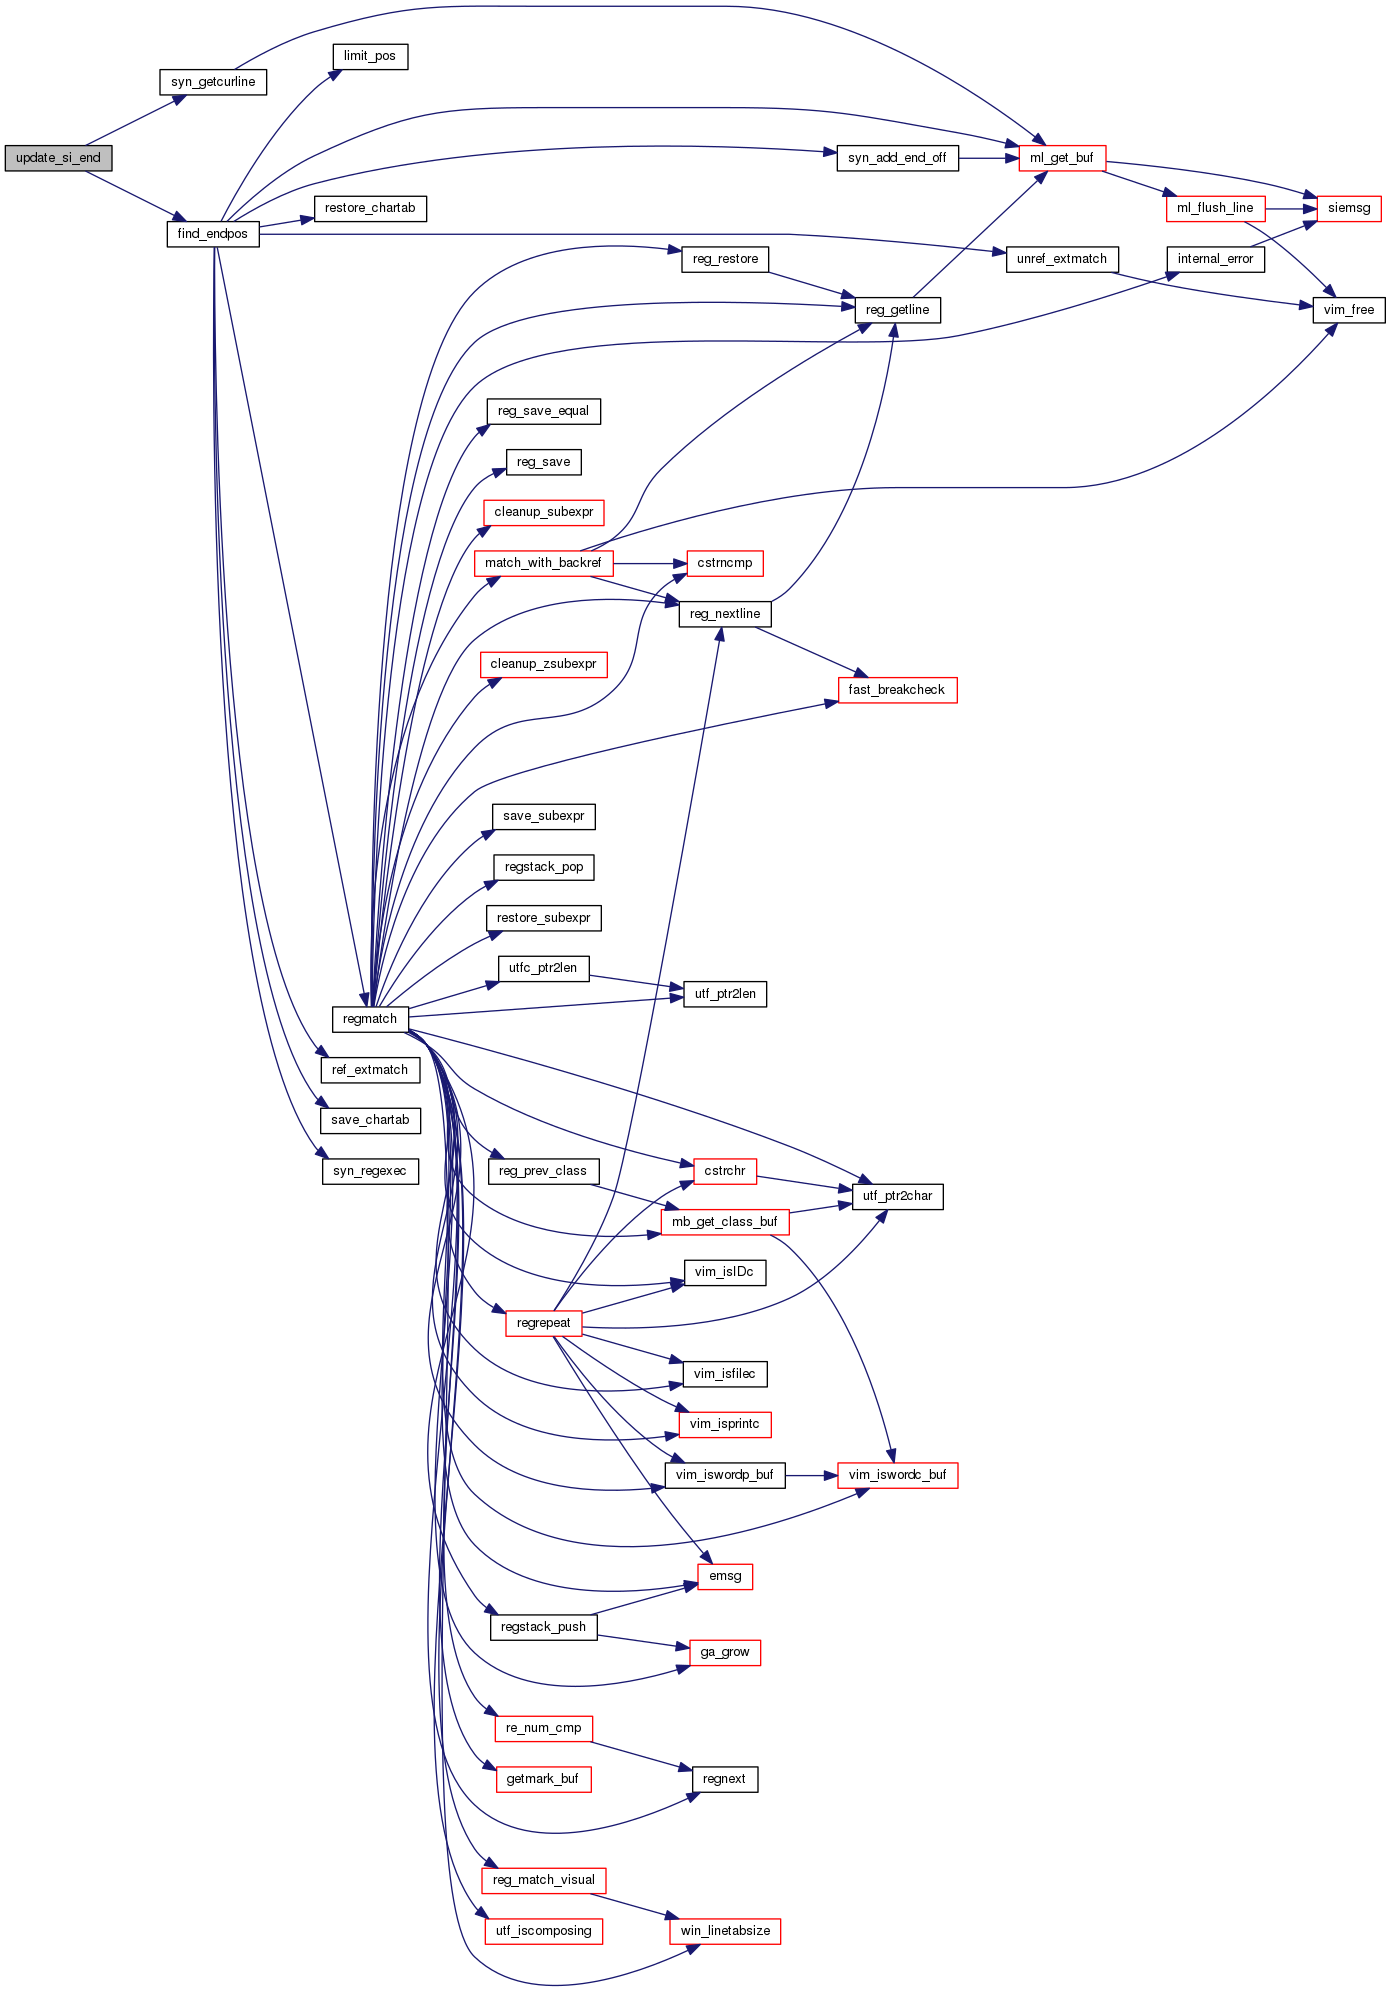 limit_pos
syn_getcurline
update_si_end
syn_add_end_off
ml_get_buf
restore_chartab
ml_flush_line
siemsg
find_endpos
reg_restore
unref_extmatch
internal_error
reg_getline
vim_free
reg_save_equal
reg_save
cleanup_subexpr
match_with_backref
cstrncmp
reg_nextline
cleanup_zsubexpr
fast_breakcheck
save_subexpr
regstack_pop
restore_subexpr
utfc_ptr2len
utf_ptr2len
regmatch
ref_extmatch
save_chartab
syn_regexec
reg_prev_class
cstrchr
utf_ptr2char
mb_get_class_buf
vim_isIDc
regrepeat
vim_isfilec
vim_isprintc
vim_iswordp_buf
vim_iswordc_buf
emsg
regstack_push
ga_grow
re_num_cmp
getmark_buf
regnext
reg_match_visual
utf_iscomposing
win_linetabsize